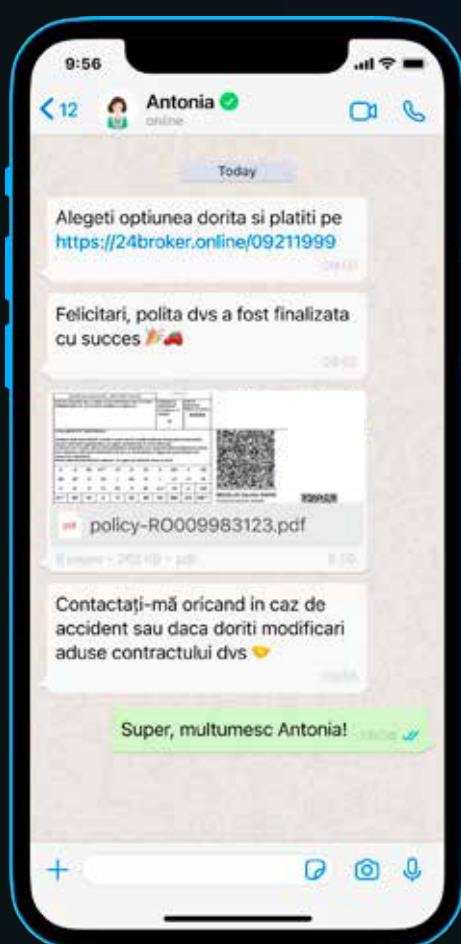 9:56
12
Antonia
online
Today
Alegeti optiunea dorita si platiti pe
https://24broker.online/09211999
Felicitari, polita dvs a fost finalizata
cu succes 🎉🚗
pdf
policy-RO009983123.pdf
Contactați-mă oricand in caz de
accident sau daca doriti modificari
aduse contractului dvs 🤝
Super, multumesc Antonia!